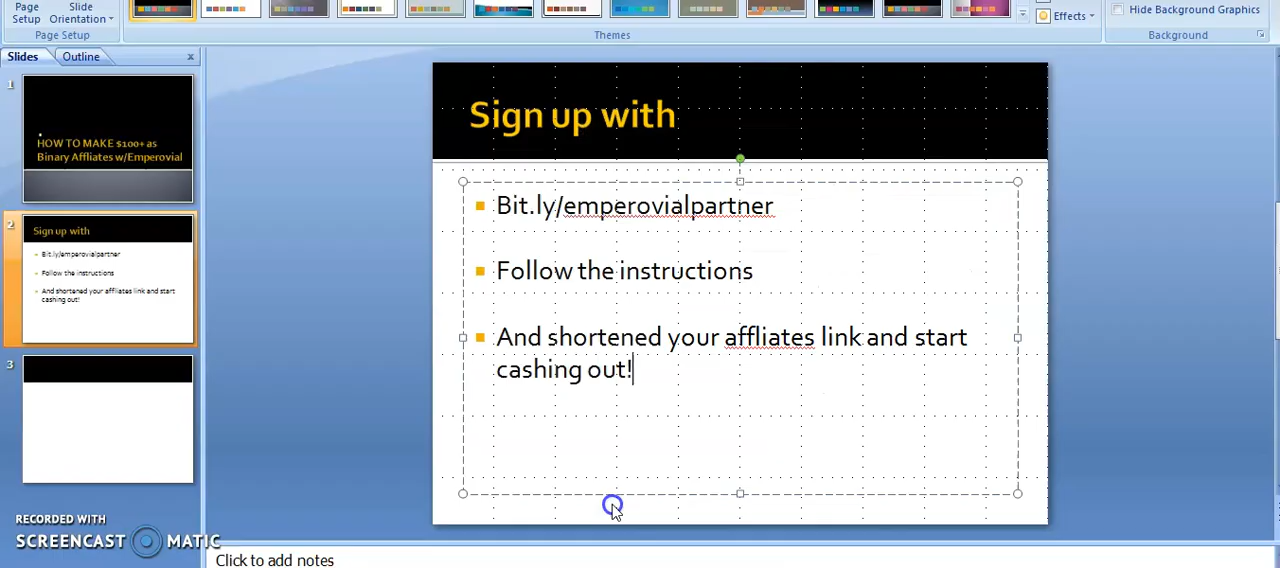 Page Setup
Slide Orientation
Page Setup
Themes
Effects
Hide Background Graphics
Background
Slides
Outline
1
HOW TO MAKE $100+ as
Binary Affliates w/Emperovial
2
Sign up with
Bit.ly/emperovialpartner
Follow the instructions
And shortened your affliates link and start
cashing out!
3
Sign up with
Bit.ly/emperovialpartner
Follow the instructions
And shortened your affliates link and start
cashing out!
RECORDED WITH
SCREENCAST MATIC
Click to add notes